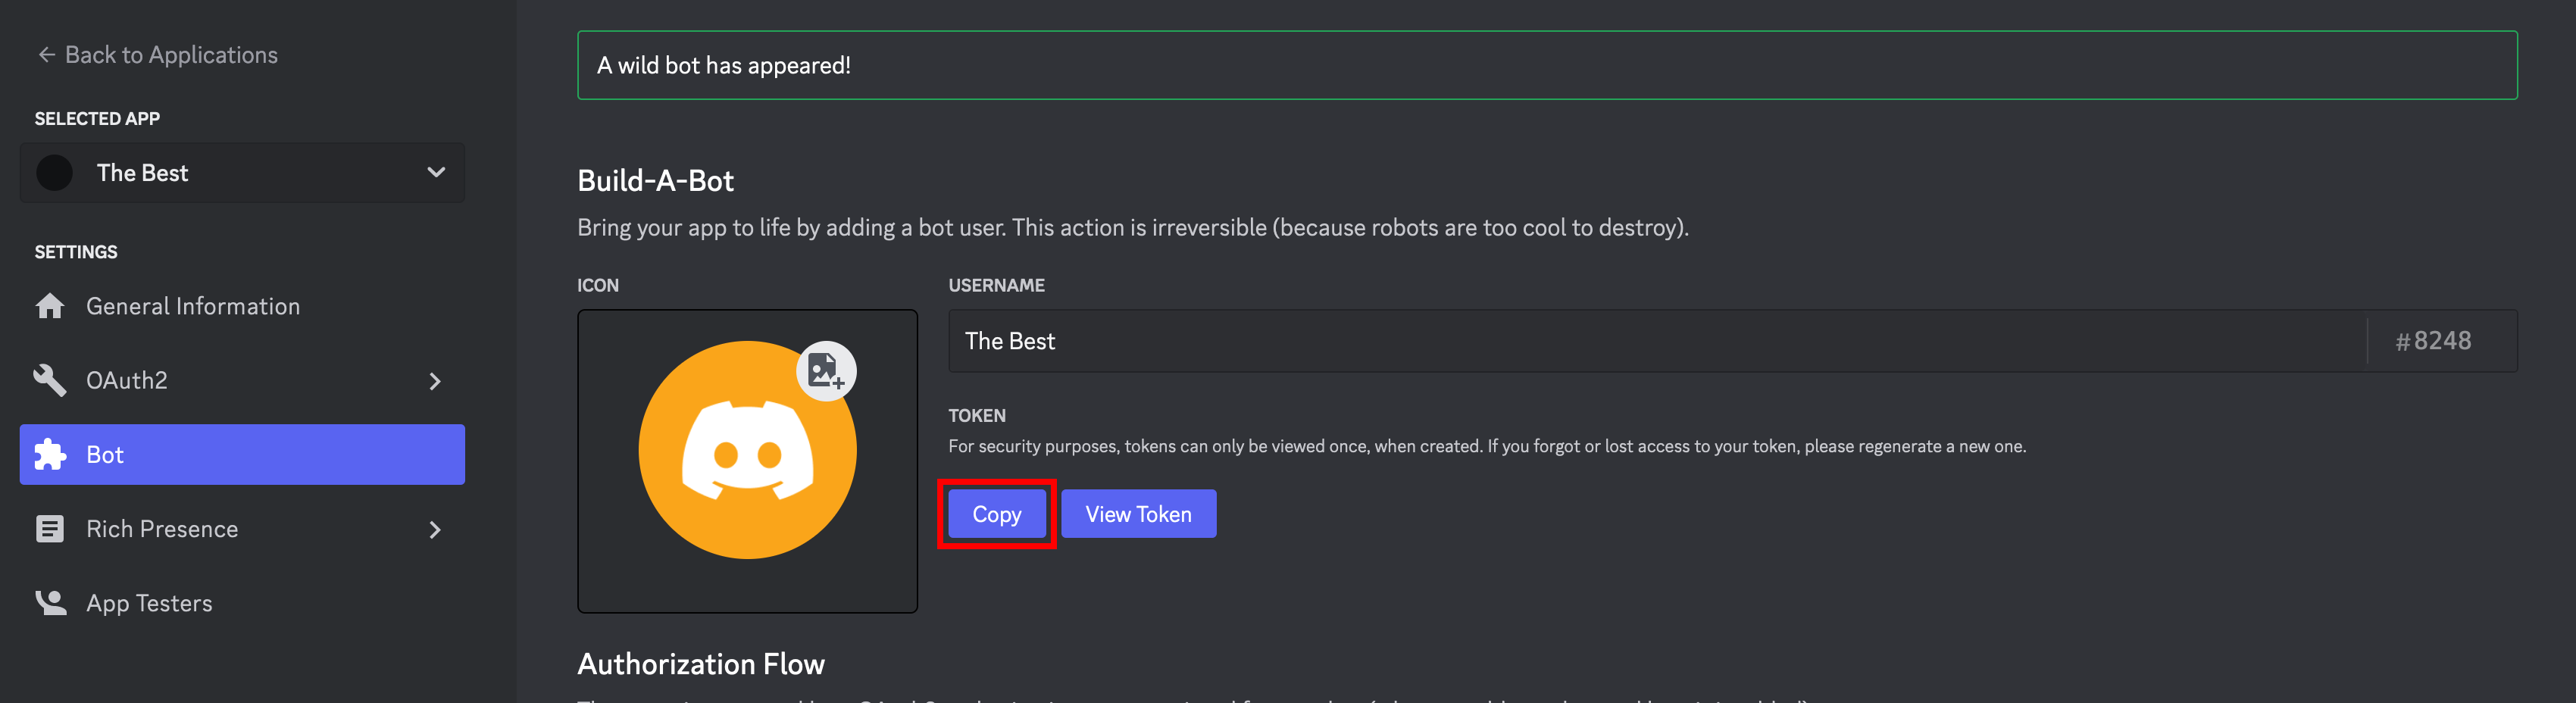 ← Back to Applications
SELECTED APP
The Best
SETTINGS
General Information
OAuth2
Bot
Rich Presence
App Testers
A wild bot has appeared!
Build-A-Bot
Bring your app to life by adding a bot user. This action is irreversible (because robots are too cool to destroy).
ICON
USERNAME
The Best
#8248
TOKEN
For security purposes, tokens can only be viewed once, when created. If you forgot or lost access to your token, please regenerate a new one.
Copy
View Token
Authorization Flow